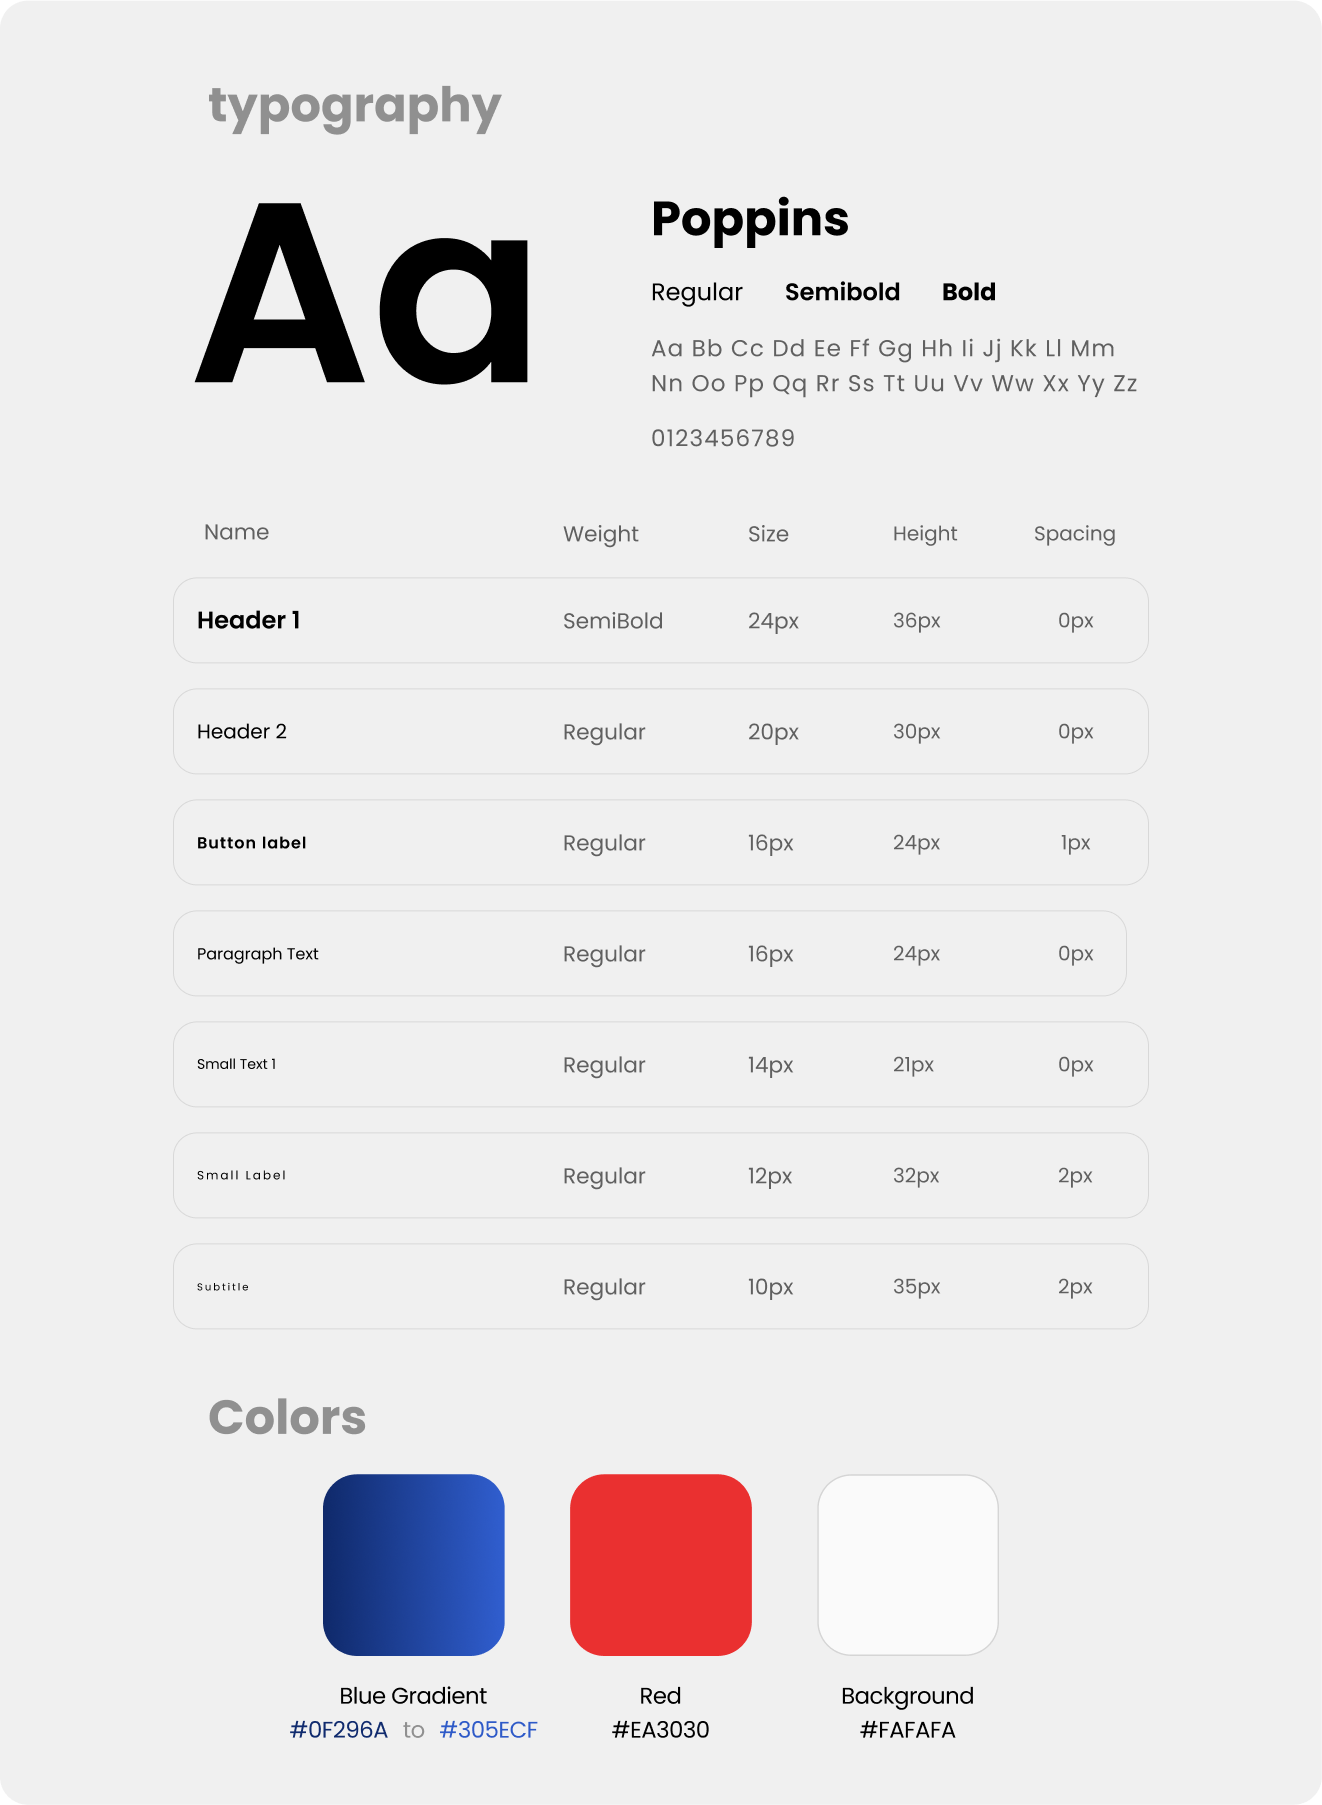 typography
Aa
Poppins
Regular Semibold Bold
Aa Bb Cc Dd Ee Ff Gg Hh Ii Jj Kk Ll Mm
Nn Oo Pp Qq Rr Ss Tt Uu Vv Ww Xx Yy Zz
0123456789
Name Weight Size Height Spacing
Header 1 SemiBold 24px 36px 0px
Header 2 Regular 20px 30px 0px
Button label Regular 16px 24px 1px
Paragraph Text Regular 16px 24px 0px
Small Text 1 Regular 14px 21px 0px
Small Label Regular 12px 32px 2px
Subtitle Regular 10px 35px 2px
Colors
Blue Gradient Red Background
#0F296A to #305ECF #EA3030 #FAFAFA